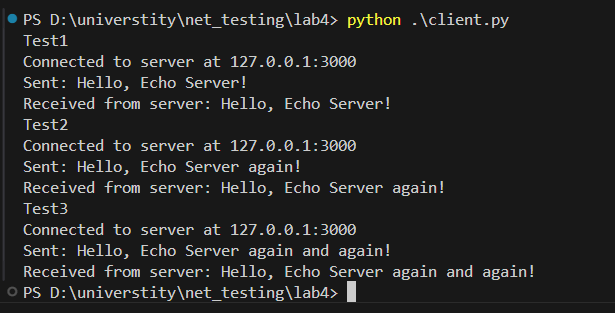 PS D:\universtity\net_testing\lab4> python .\client.py
Test1
Connected to server at 127.0.0.1:3000
Sent: Hello, Echo Server!
Received from server: Hello, Echo Server!
Test2
Connected to server at 127.0.0.1:3000
Sent: Hello, Echo Server again!
Received from server: Hello, Echo Server again!
Test3
Connected to server at 127.0.0.1:3000
Sent: Hello, Echo Server again and again!
Received from server: Hello, Echo Server again and again!
PS D:\universtity\net_testing\lab4>